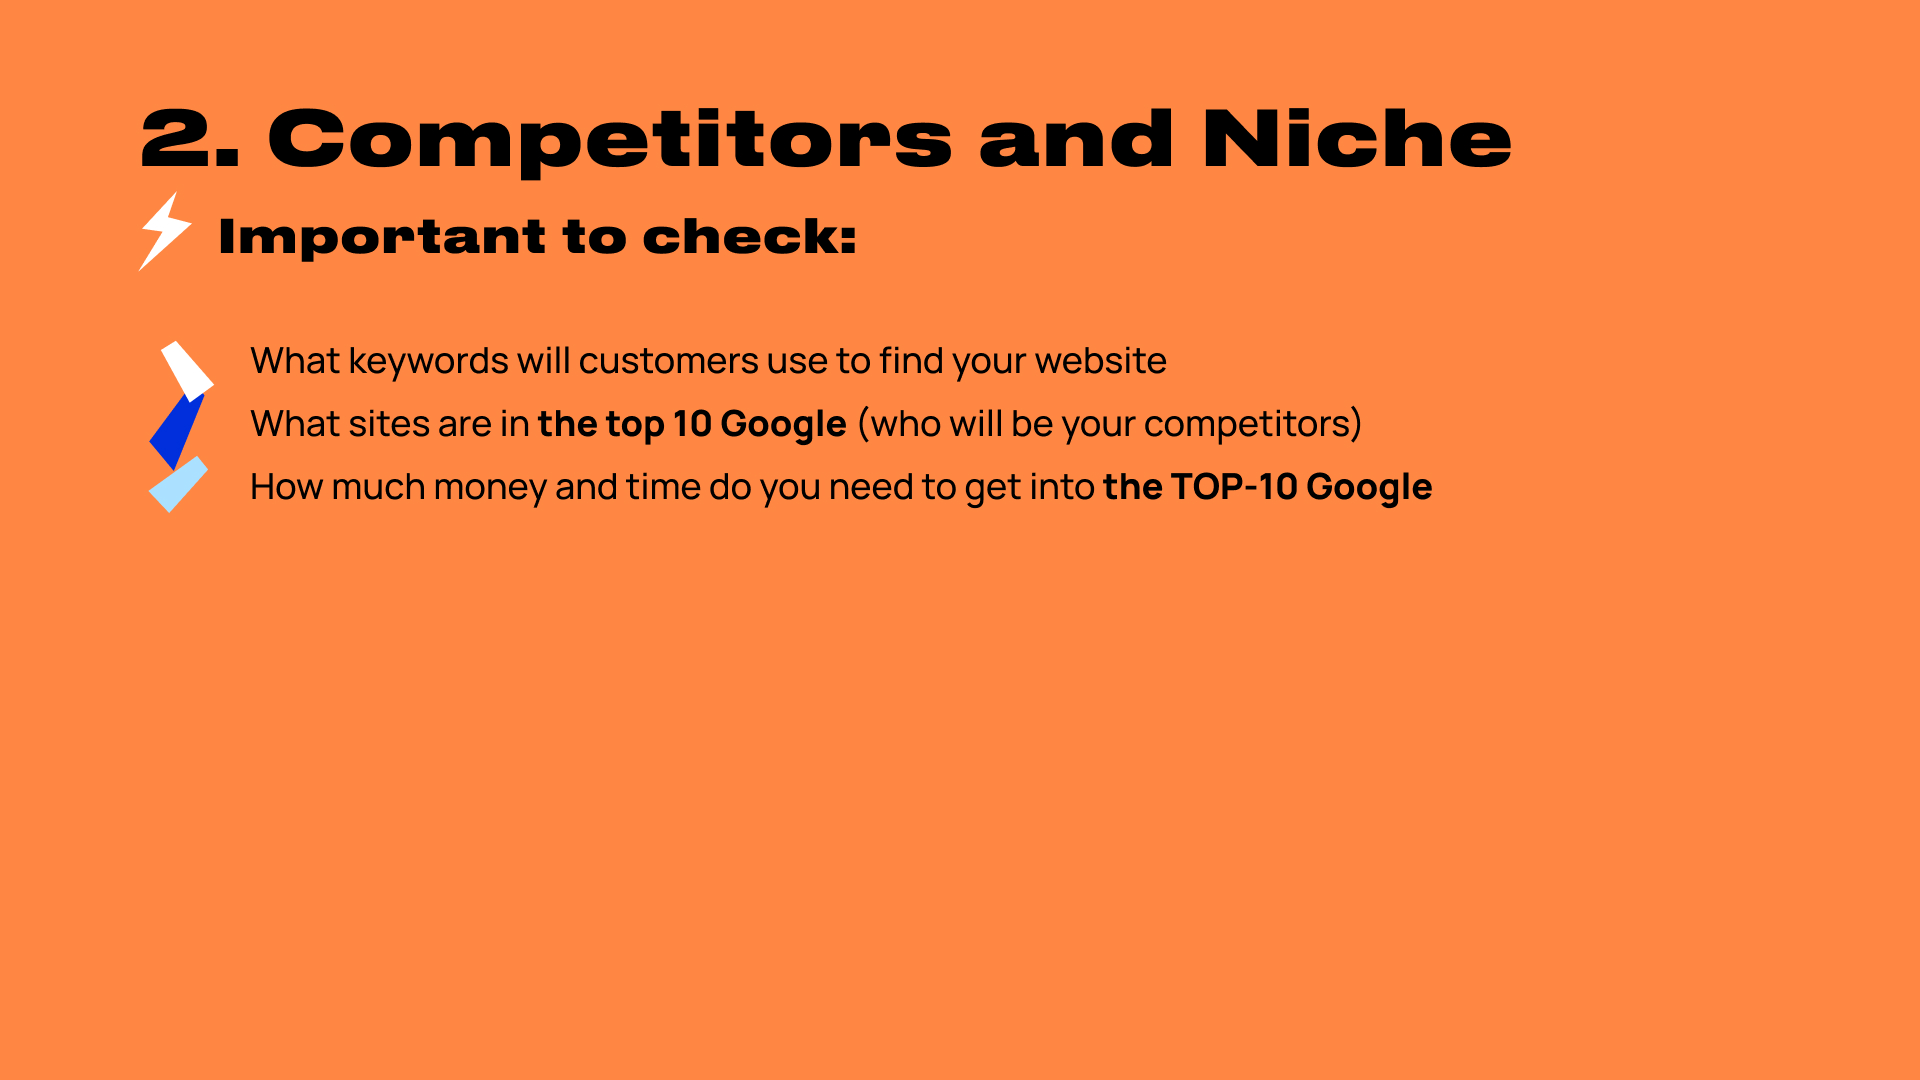 2. Competitors and Niche
Important to check:
What keywords will customers use to find your website
What sites are in the top 10 Google (who will be your competitors)
How much money and time do you need to get into the TOP-10 Google